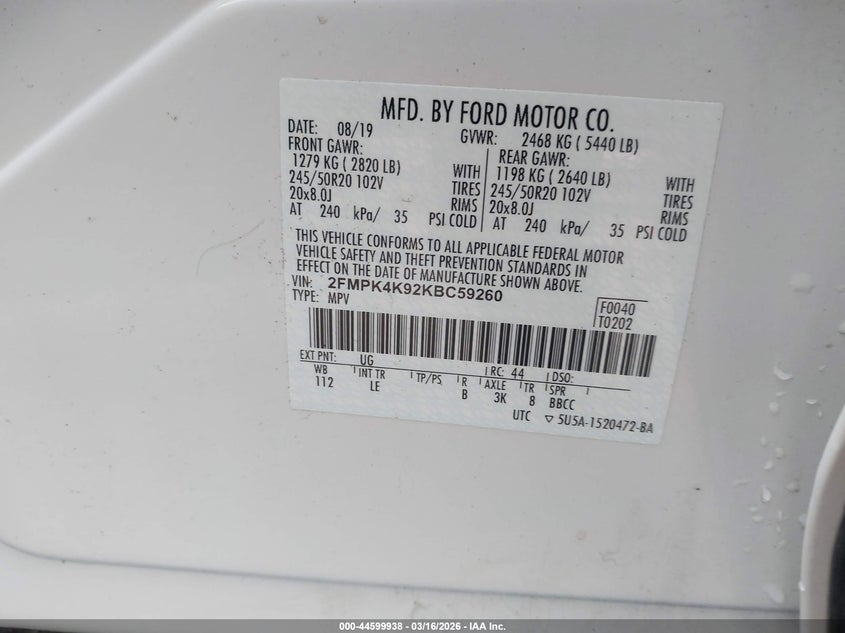 MFD. BY FORD MOTOR CO.
DATE: 08/19 GVWR: 2468 KG ( 5440 LB)
FRONT GAWR: REAR GAWR:
1279 KG ( 2820 LB) WITH 1198 KG ( 2640 LB) WITH
245/50R20 102V TIRES 245/50R20 102V TIRES
20x8.0J RIMS 20x8.0J RIMS
AT 240 kPa/ 35 PSI COLD AT 240 kPa/ 35 PSI COLD
THIS VEHICLE CONFORMS TO ALL APPLICABLE FEDERAL MOTOR
VEHICLE SAFETY AND THEFT PREVENTION STANDARDS IN
EFFECT ON THE DATE OF MANUFACTURE SHOWN ABOVE.
VIN: 2FMPK4K92KBC59260
TYPE: MPV
F0040
T0202
EXT PNT: UG RC: 44 DSO:
WB INT TR TP/PS R AXLE TR SPR
112 LE B 3K 8 BBCC
UTC ▽ 5U5A-1520472-BA
000-44599938 - 03/16/2026 - IAA Inc.